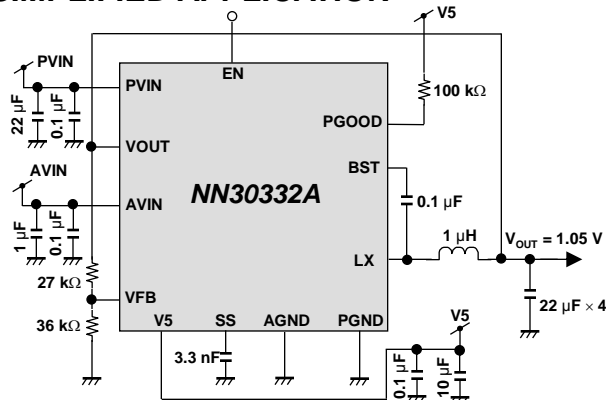 V5
PVIN
EN
22 µF
0.1 µF
PVIN
100 kΩ
PGOOD
VOUT
BST
AVIN
AVIN
NN30332A
0.1 µF
1 µF
0.1 µF
1 µH
VOUT = 1.05 V
LX
27 kΩ
VFB
36 kΩ
V5
SS
AGND
PGND
22 µF × 4
3.3 nF
V5
0.1 µF
10 µF